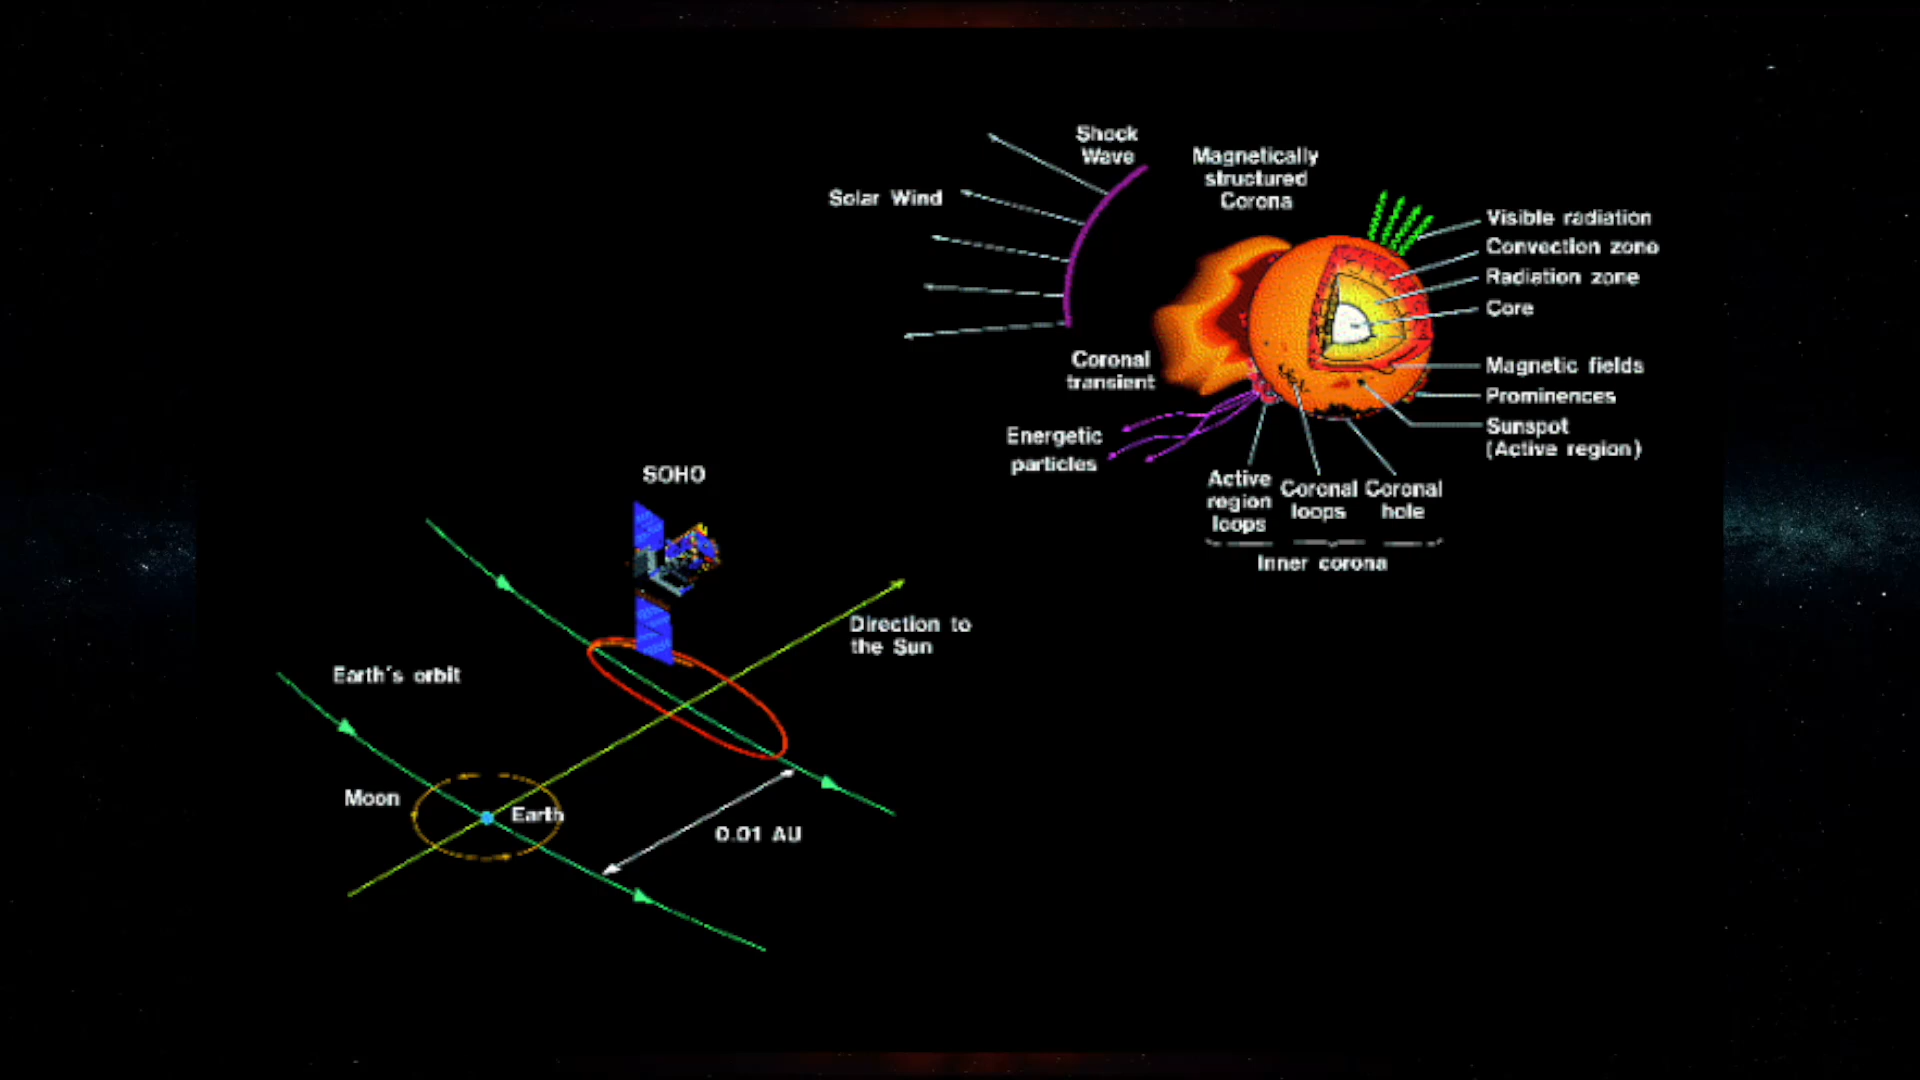 Shock
Wave
Solar Wind
Magnetically
structured
Corona
Visible radiation
Convection zone
Radiation zone
Core
Magnetic fields
Prominences
Sunspot
(Active region)
Coronal
transient
Energetic
particles
Active
region
loops
Coronal
loops
Coronal
hole
Inner corona
SOHO
Direction to
the Sun
Earth's orbit
Moon
Earth
0.01 AU